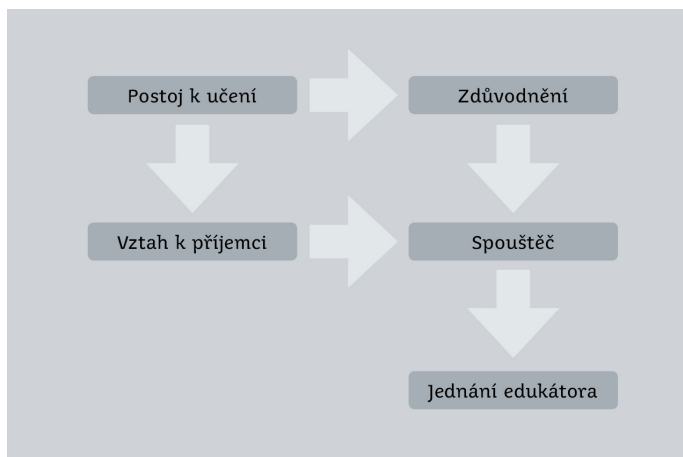 Postoj k učení
Zdůvodnění
Vztah k příjemci
Spouštěč
Jednání edukátora